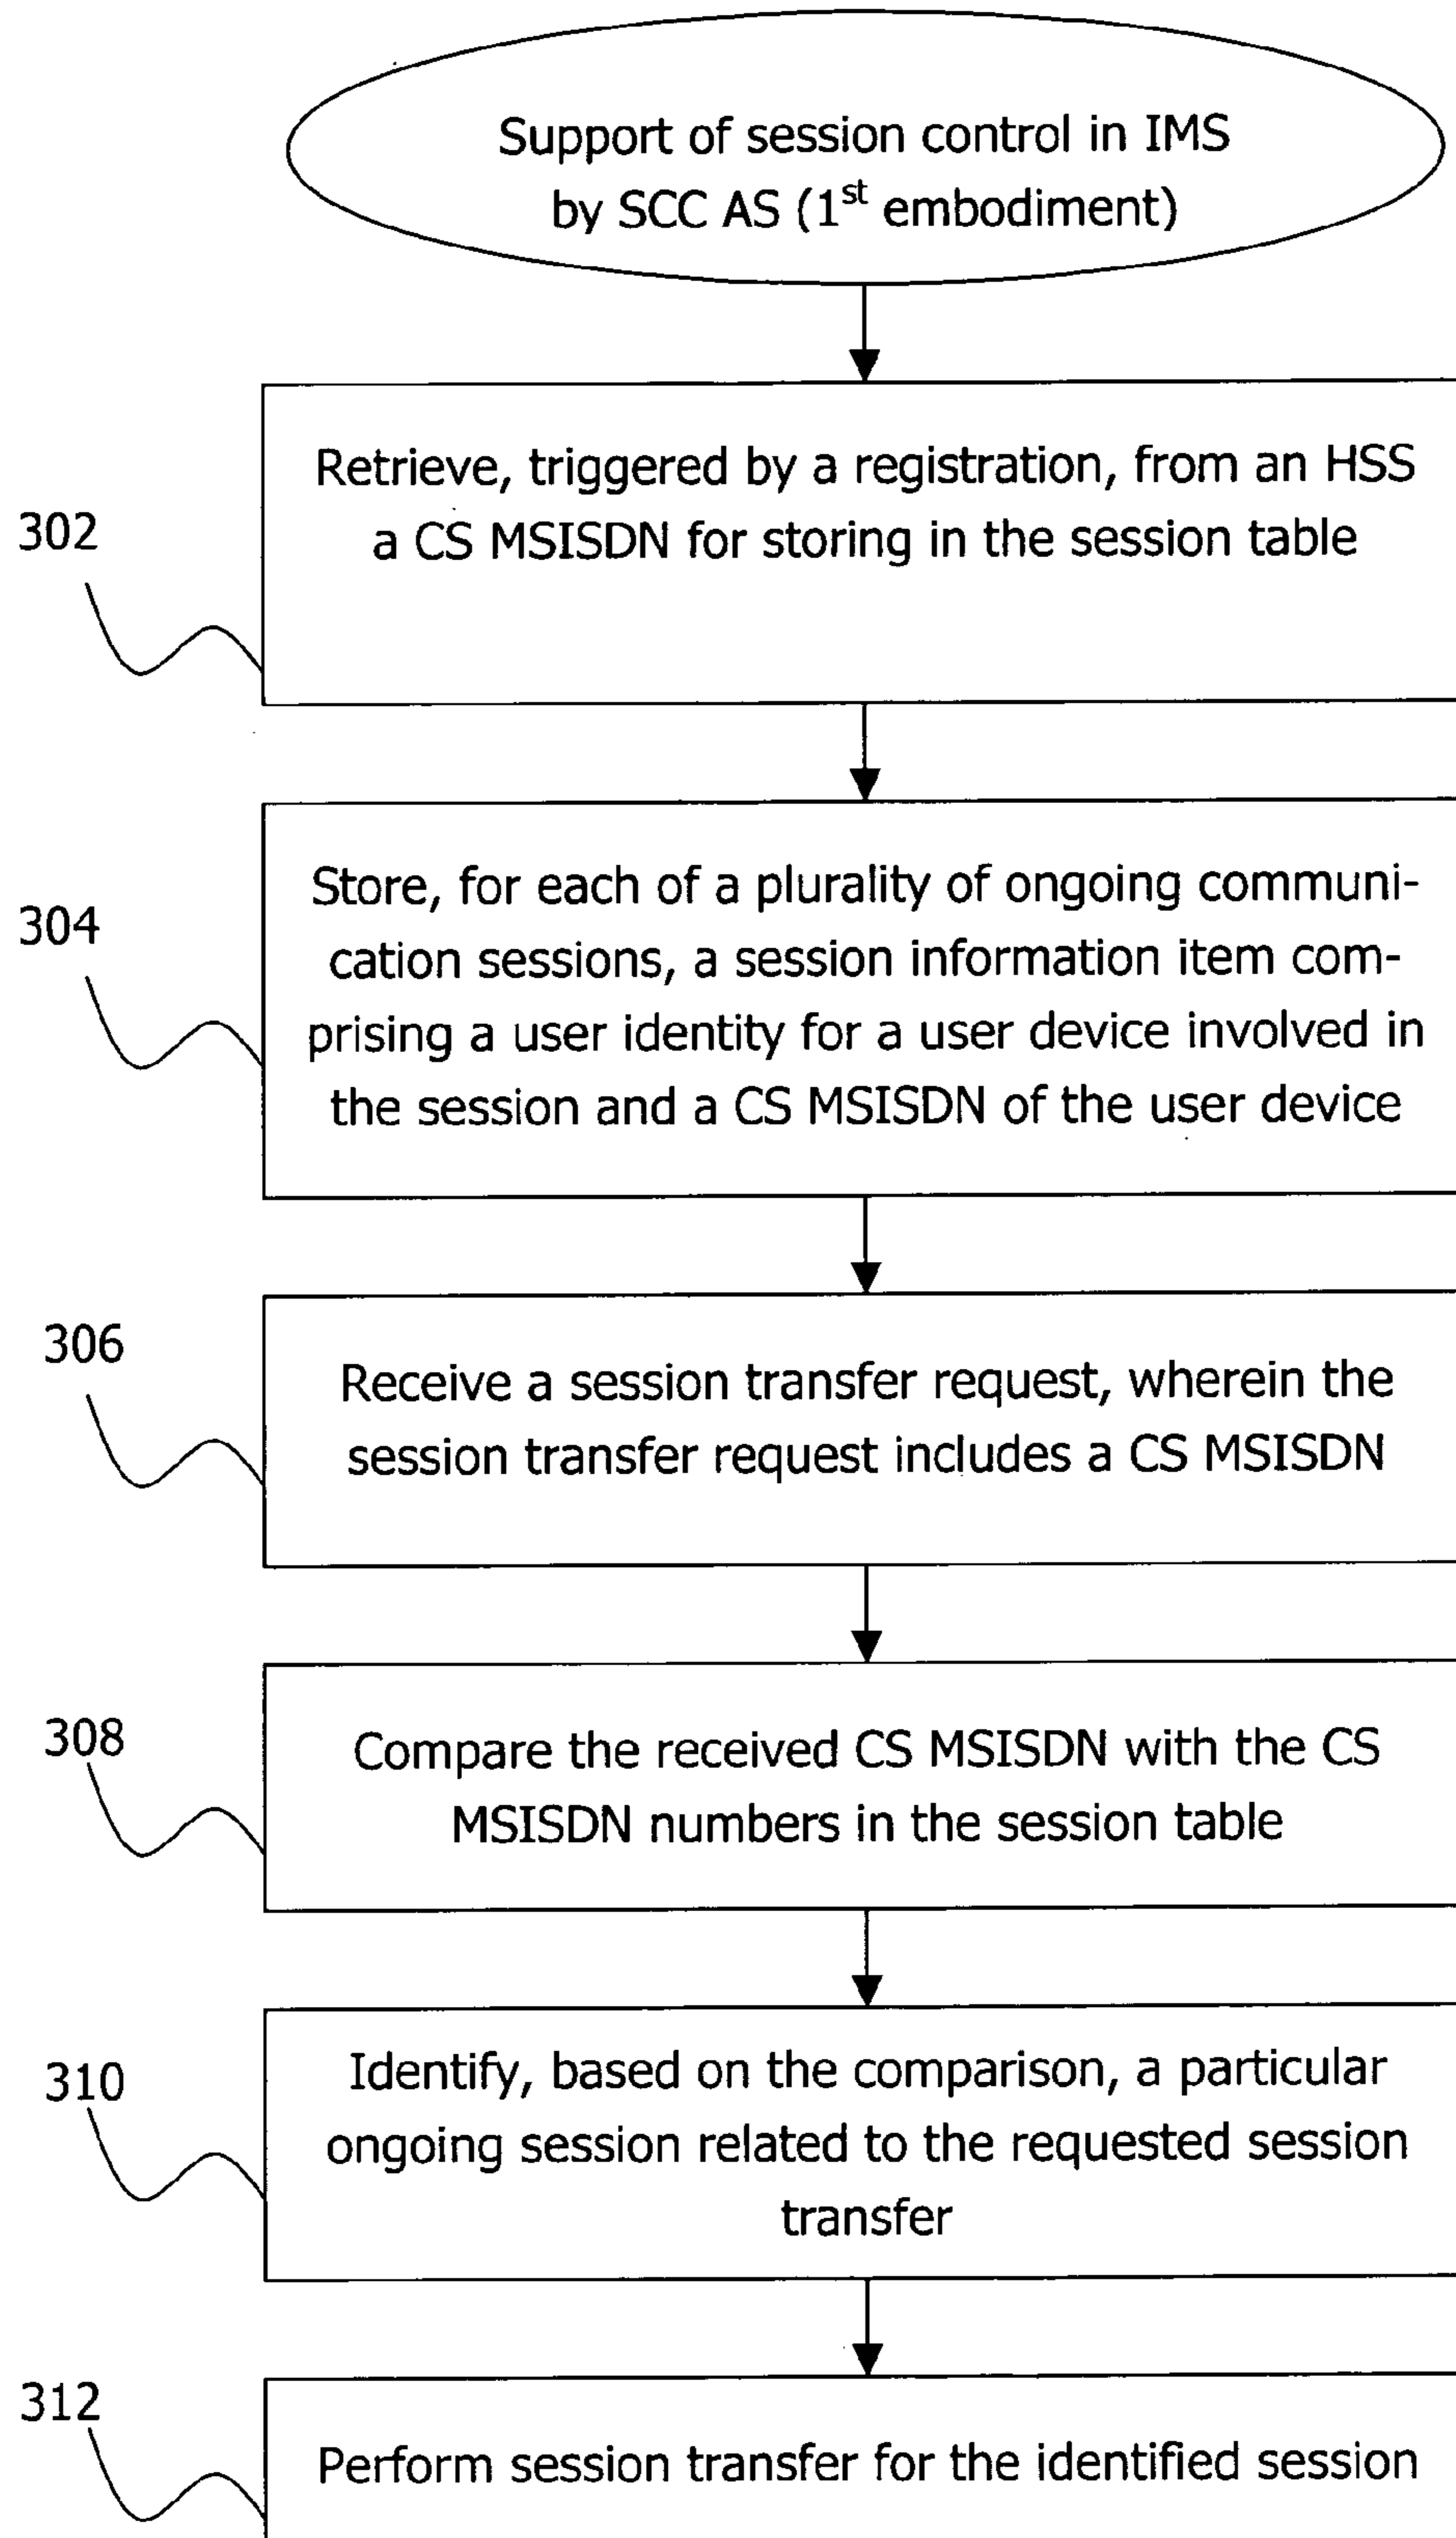 Support of session control in IMS
by SCC AS (1st embodiment)
302
Retrieve, triggered by a registration, from an HSS
a CS MSISDN for storing in the session table
304
Store, for each of a plurality of ongoing communi-
cation sessions, a session information item com-
prising a user identity for a user device involved in
the session and a CS MSISDN of the user device
306
Receive a session transfer request, wherein the
session transfer request includes a CS MSISDN
308
Compare the received CS MSISDN with the CS
MSISDN numbers in the session table
310
Identify, based on the comparison, a particular
ongoing session related to the requested session
transfer
312
Perform session transfer for the identified session